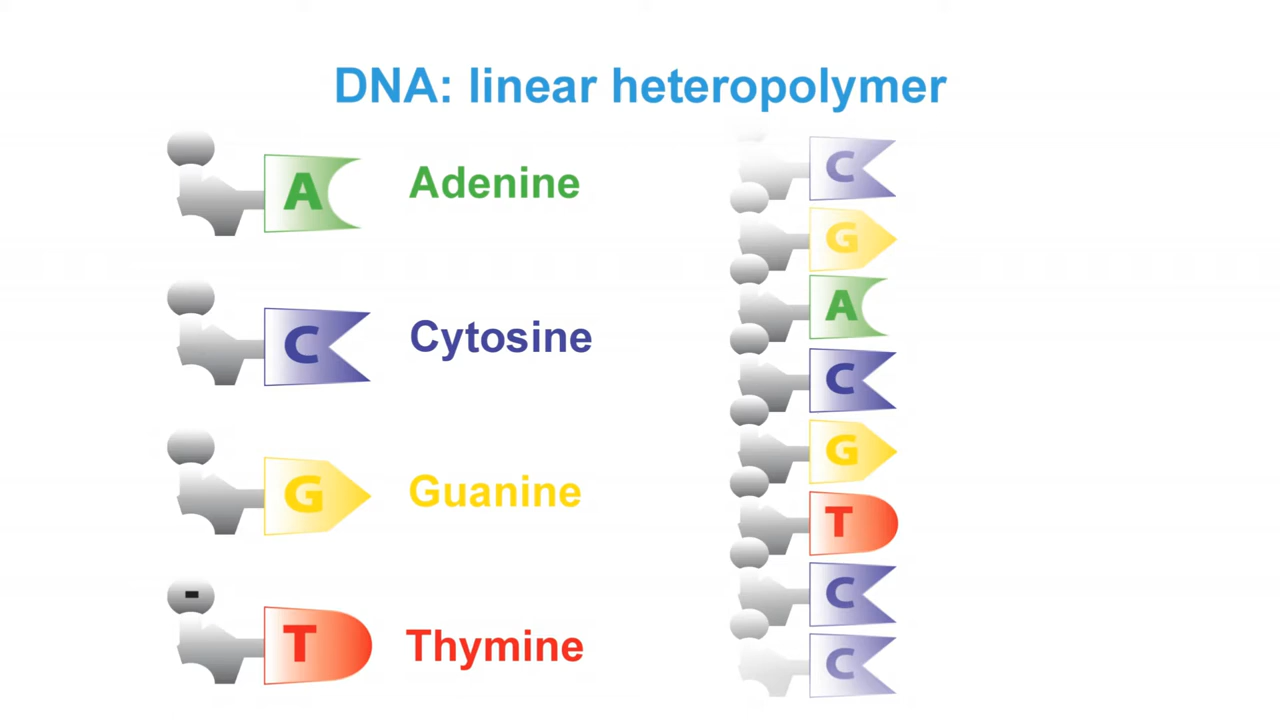 DNA: linear heteropolymer
A Adenine
C Cytosine
G Guanine
-
T Thymine
C
G
A
C
G
T
C
C